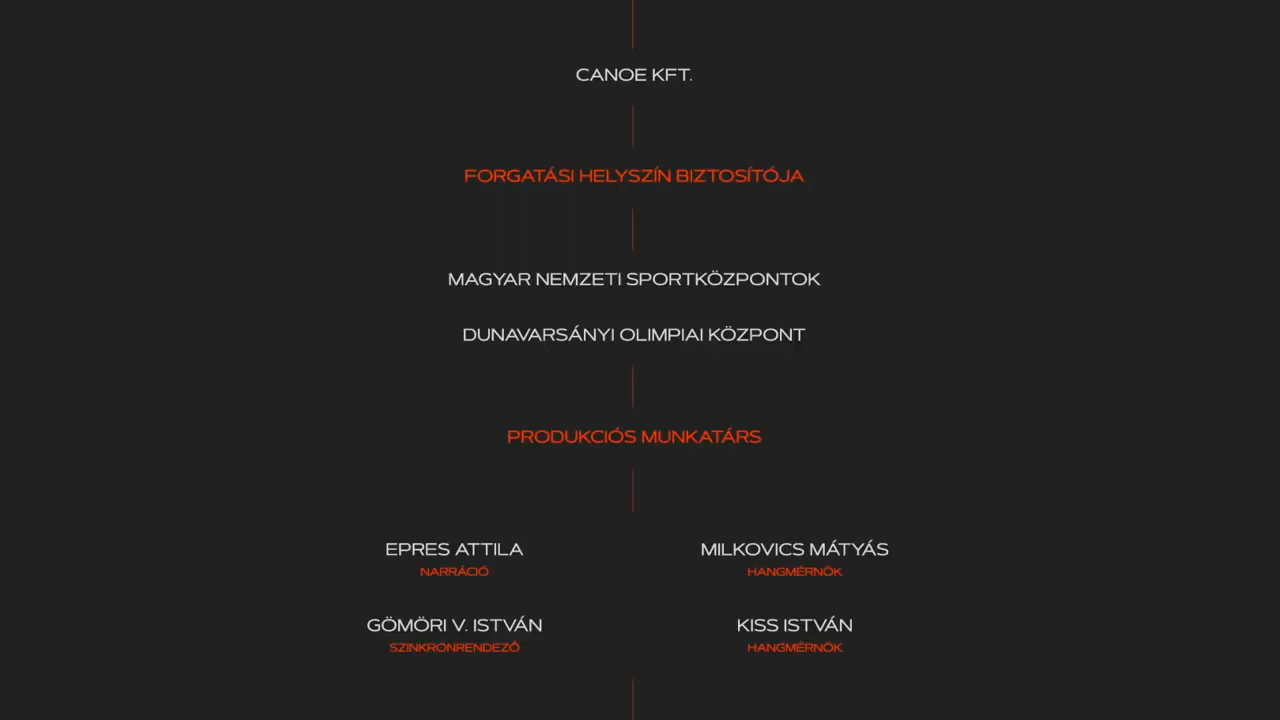 CANOE KFT.
FORGATÁSI HELYSZÍN BIZTOSÍTÓJA
MAGYAR NEMZETI SPORTKÖZPONTOK
DUNAVARSÁNYI OLIMPIAI KÖZPONT
PRODUKCIÓS MUNKATÁRS
EPRES ATTILA
NARRÁCIÓ
MILKOVICS MÁTYÁS
HANGMÉRNÖK
GÖMÖRI V. ISTVÁN
SZINKRONRENDEZŐ
KISS ISTVÁN
HANGMÉRNÖK